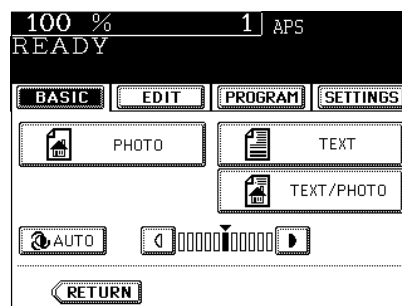 100 % 1 APS
READY
BASIC EDIT PROGRAM SETTINGS
PHOTO TEXT
TEXT/PHOTO
AUTO
RETURN